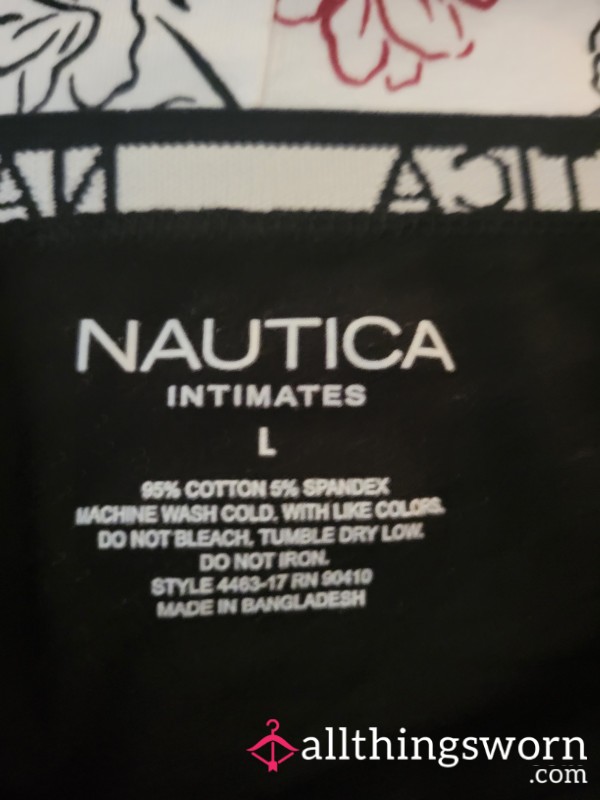 NAUTICA
INTIMATES
L
95% COTTON 5% SPANDEX
MACHINE WASH COLD. WITH LIKE COLORS.
DO NOT BLEACH. TUMBLE DRY LOW.
DO NOT IRON.
STYLE 4463-17 RN 90410
MADE IN BANGLADESH
allthingsworn
.com